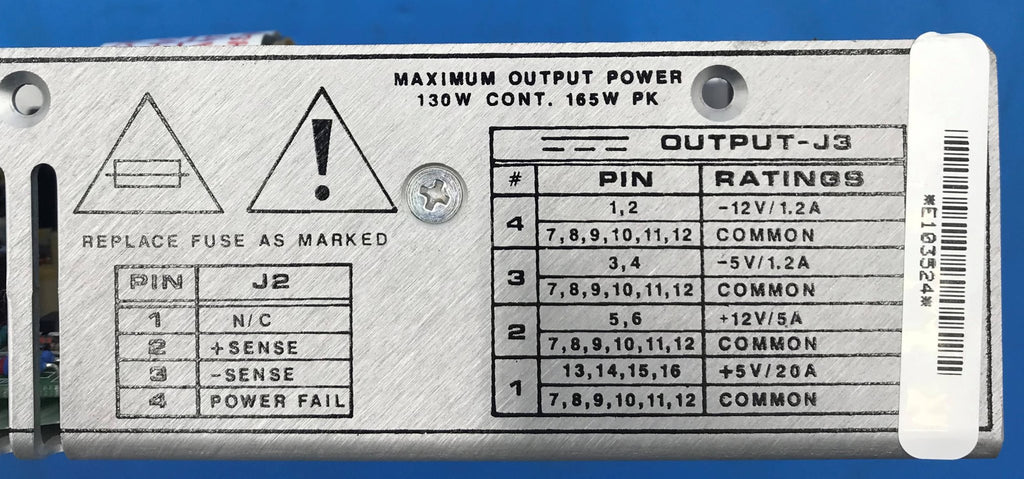 MAXIMUM OUTPUT POWER
130W CONT. 165W PK
REPLACE FUSE AS MARKED
PIN J2
1 N/C
2 +SENSE
3 -SENSE
4 POWER FAIL
OUTPUT-J3
# PIN RATINGS
4 1,2 -12V/1.2A
7,8,9,10,11,12 COMMON
3 3,4 -5V/1.2A
7,8,9,10,11,12 COMMON
2 5,6 +12V/5A
7,8,9,10,11,12 COMMON
1 13,14,15,16 +5V/20A
7,8,9,10,11,12 COMMON
*E103524*